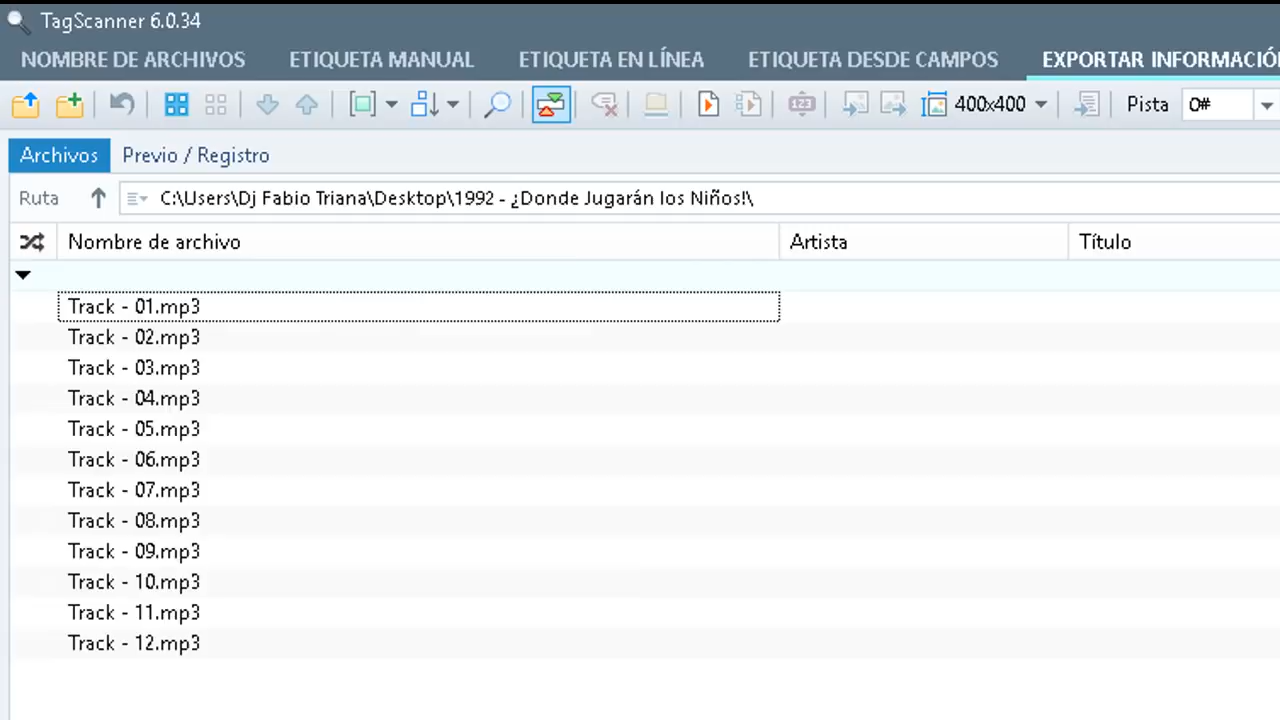 TagScanner 6.0.34
NOMBRE DE ARCHIVOS ETIQUETA MANUAL ETIQUETA EN LÍNEA ETIQUETA DESDE CAMPOS EXPORTAR INFORMACIÓN
123 400x400 Pista 0#
Archivos Previo / Registro
Ruta C:\Users\Dj Fabio Triana\Desktop\1992 - ¿Donde Jugarán los Niños!\
Nombre de archivo Artista Título
Track - 01.mp3
Track - 02.mp3
Track - 03.mp3
Track - 04.mp3
Track - 05.mp3
Track - 06.mp3
Track - 07.mp3
Track - 08.mp3
Track - 09.mp3
Track - 10.mp3
Track - 11.mp3
Track - 12.mp3